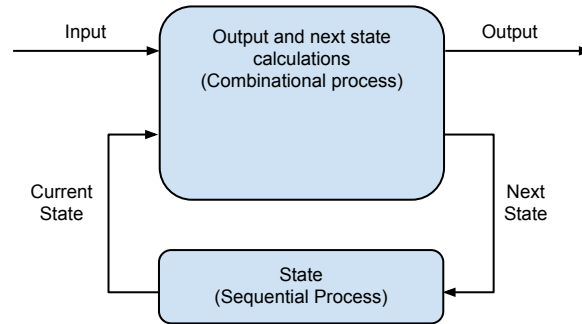 Input
Output and next state
calculations
(Combinational process)
Output
Current
State
Next
State
State
(Sequential Process)